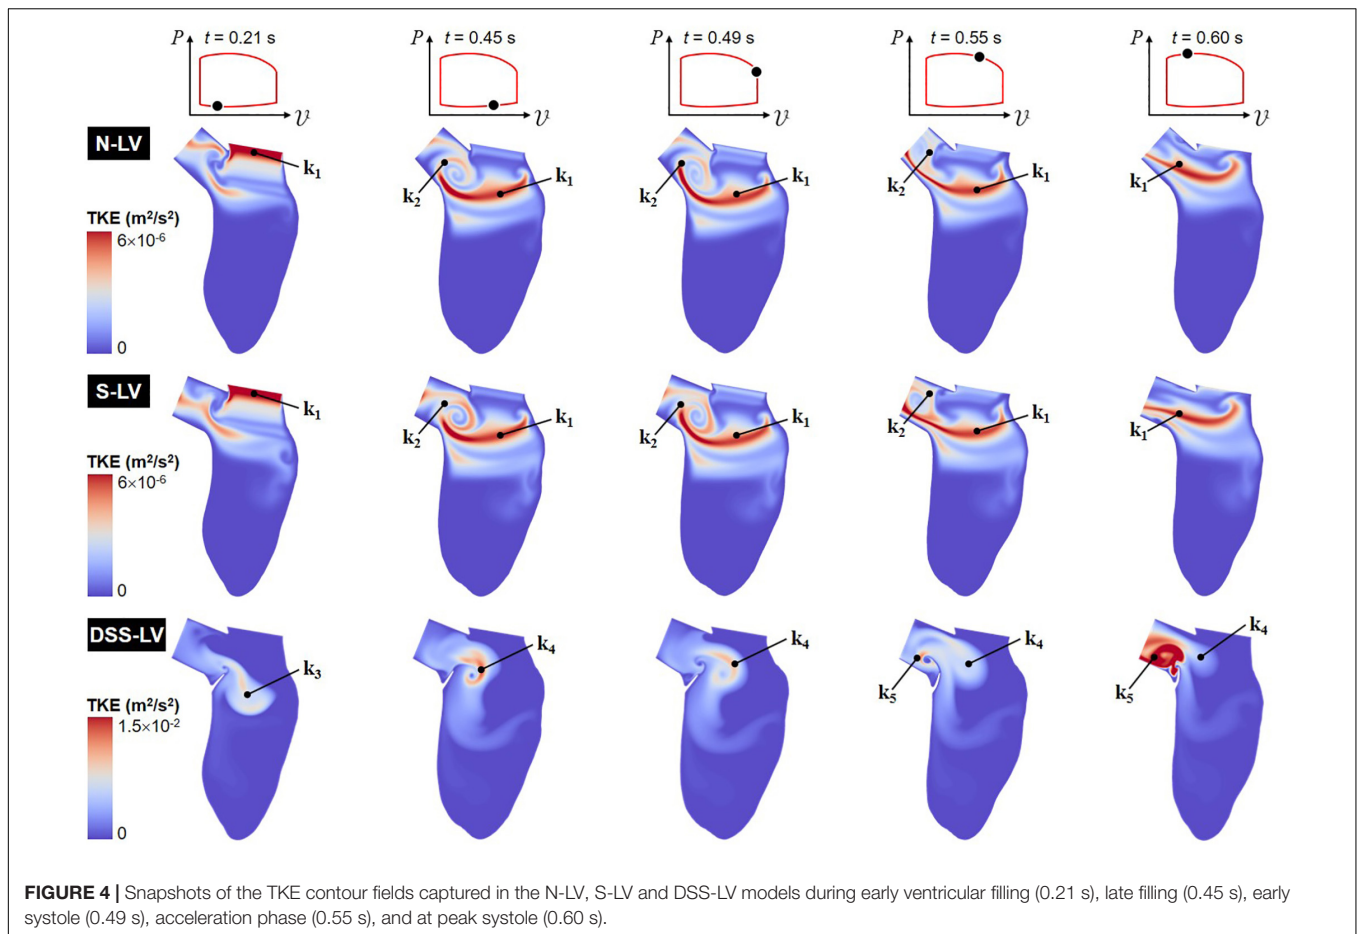 P t = 0.21 s
𝒱
P t = 0.45 s
𝒱
P t = 0.49 s
𝒱
P t = 0.55 s
𝒱
P t = 0.60 s
𝒱
N-LV
k₁
k₂ k₁
k₂ k₁
k₂ k₁
k₁
TKE (m²/s²)
6×10⁻⁶
0
S-LV
k₁
k₂ k₁
k₂ k₁
k₂ k₁
k₁
TKE (m²/s²)
6×10⁻⁶
0
DSS-LV
k₃
k₄
k₄
k₅ k₄
k₅ k₄
TKE (m²/s²)
1.5×10⁻²
0
FIGURE 4 | Snapshots of the TKE contour fields captured in the N-LV, S-LV and DSS-LV models during early ventricular filling (0.21 s), late filling (0.45 s), early
systole (0.49 s), acceleration phase (0.55 s), and at peak systole (0.60 s).